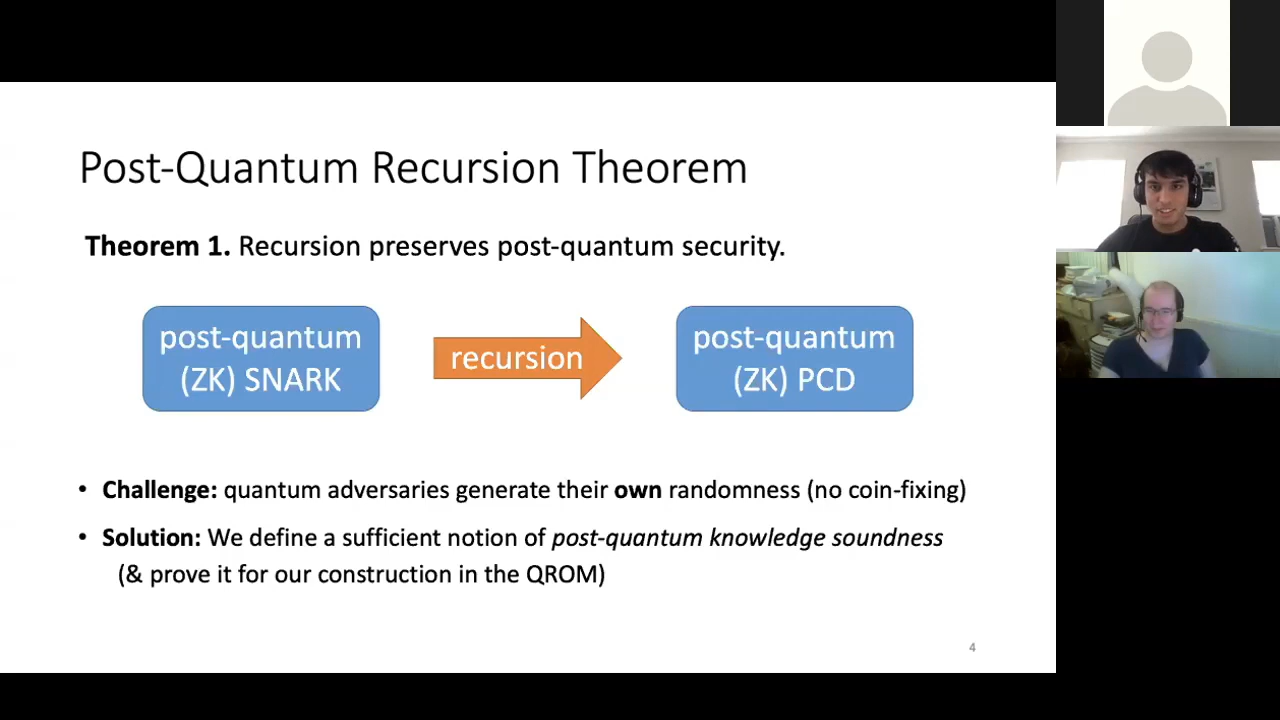 Post-Quantum Recursion Theorem
Theorem 1. Recursion preserves post-quantum security.
post-quantum
(ZK) SNARK
recursion
post-quantum
(ZK) PCD
• Challenge: quantum adversaries generate their own randomness (no coin-fixing)
• Solution: We define a sufficient notion of post-quantum knowledge soundness
(& prove it for our construction in the QROM)
4